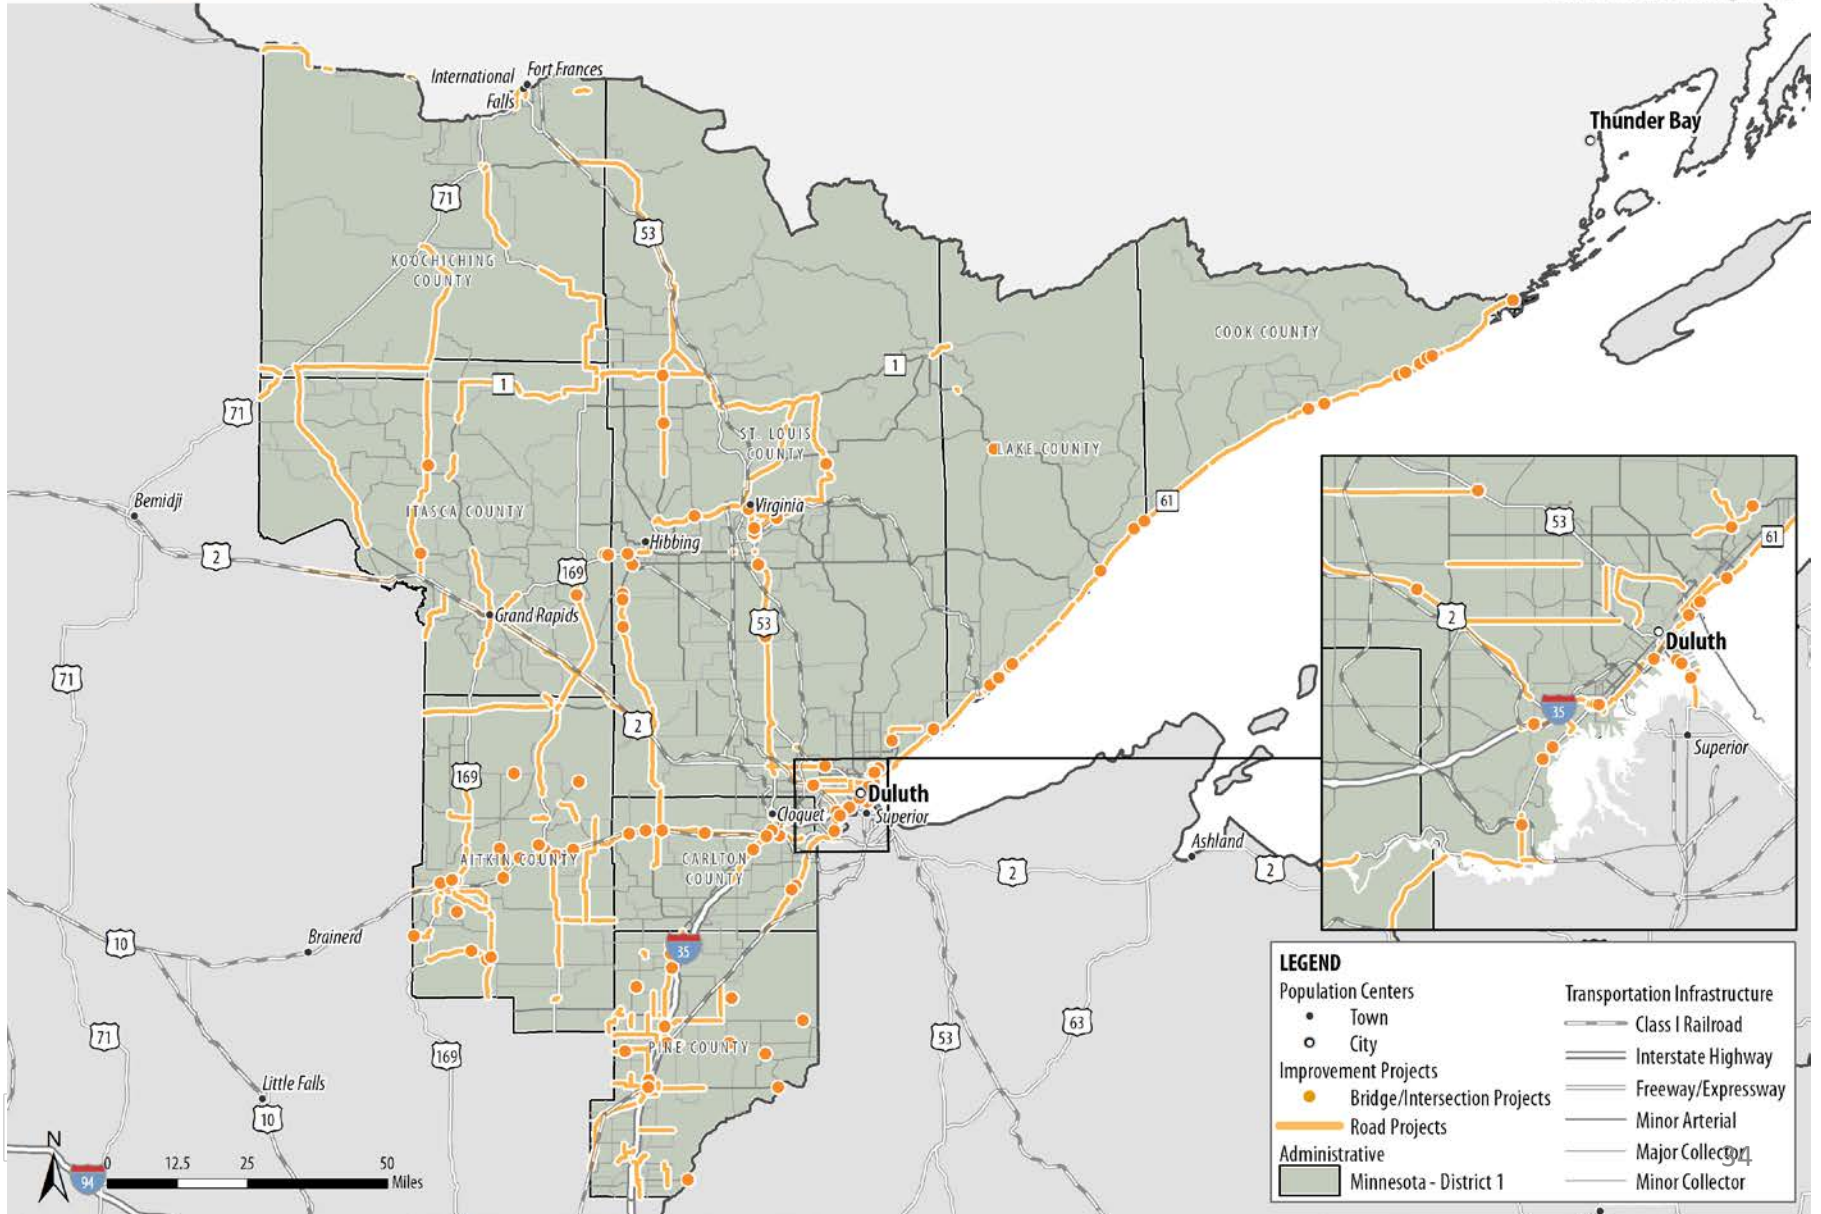 International
Falls
Fort Frances
Thunder Bay
71
53
KOOCHICHING
COUNTY
COOK COUNTY
1
1
71
ST. LOUIS
COUNTY
LAKE COUNTY
61
Bemidji
ITASCA COUNTY
Virginia
Hibbing
2
169
Grand Rapids
53
71
2
169
Duluth
Cloquet
Superior
AITKIN COUNTY
CARLTON
COUNTY
Ashland
2
2
10
Brainerd
35
71
169
PINE COUNTY
53
63
Little Falls
10
N
94
0 12.5 25 50
Miles
53
61
2
Duluth
35
Superior
LEGEND
Population Centers
Town
City
Improvement Projects
Bridge/Intersection Projects
Road Projects
Administrative
Minnesota - District 1
Transportation Infrastructure
Class I Railroad
Interstate Highway
Freeway/Expressway
Minor Arterial
Major Collector
Minor Collector
94